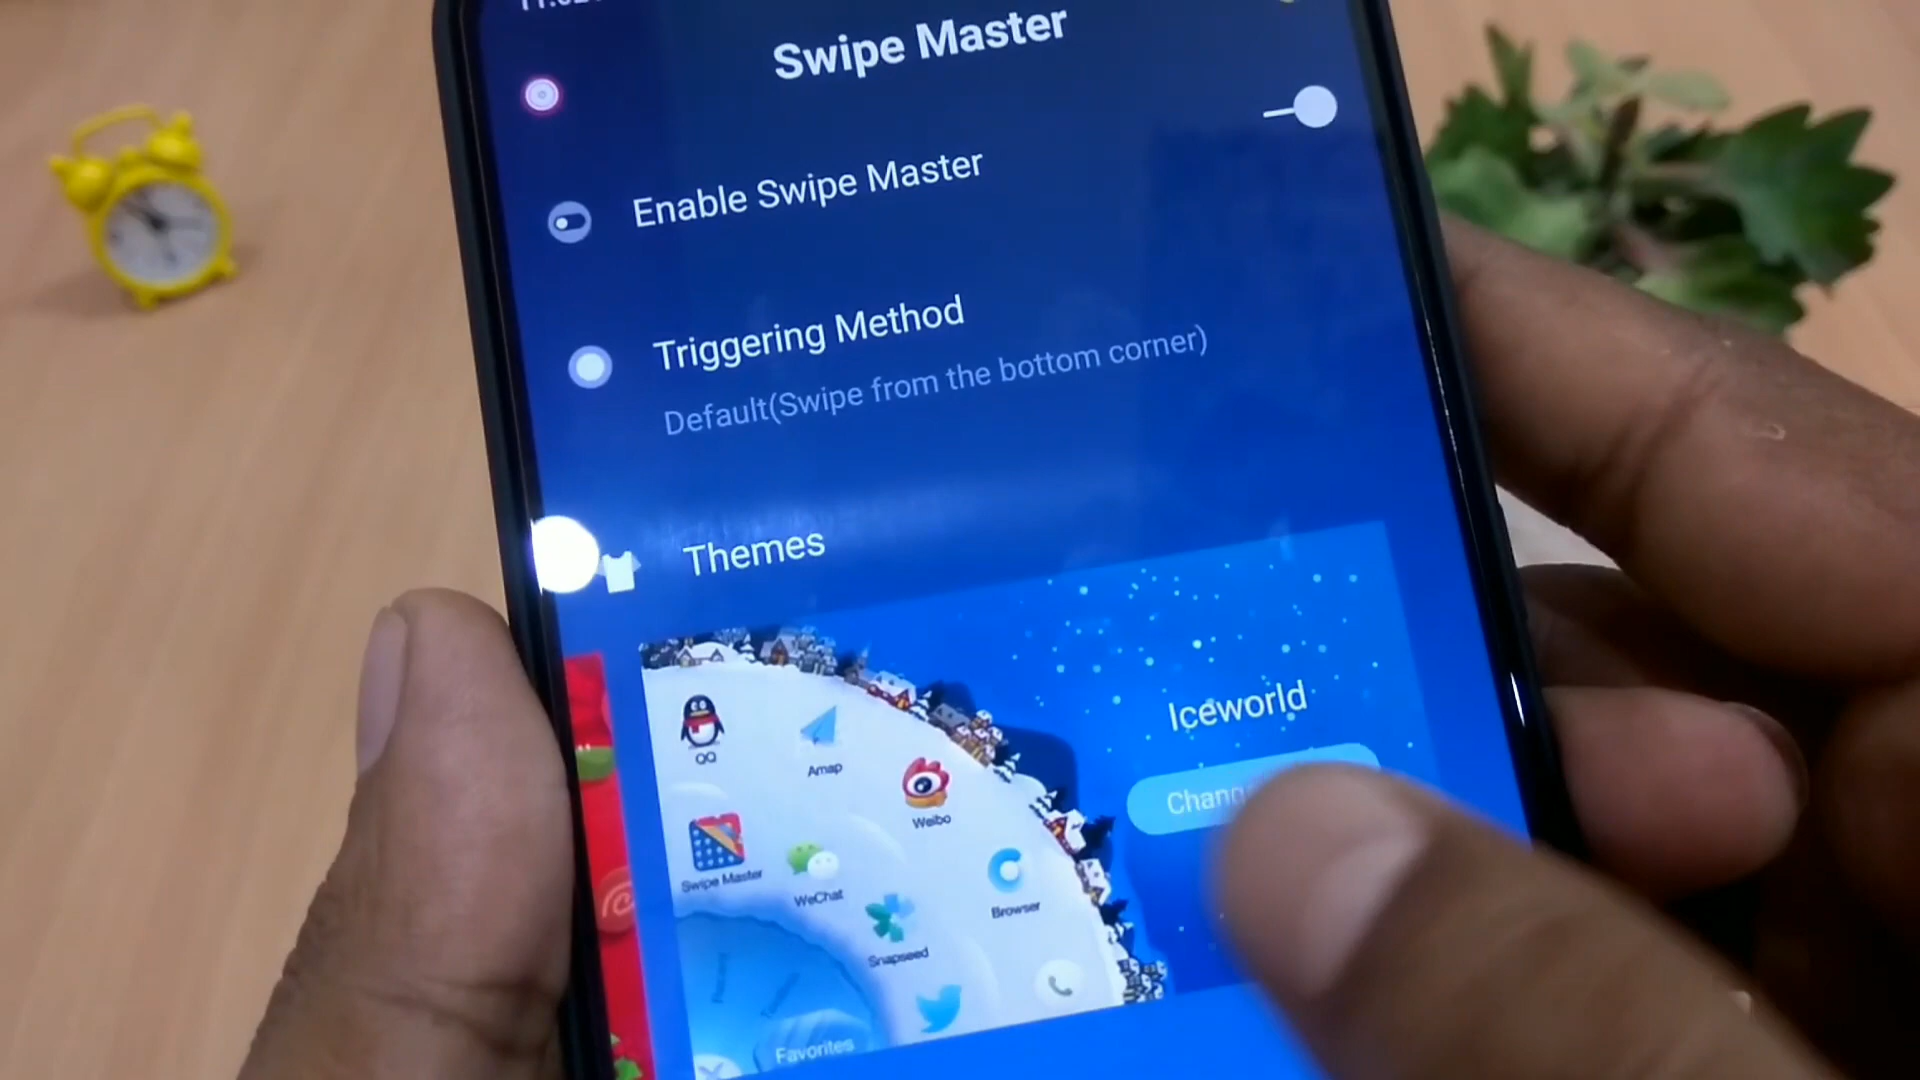 Swipe Master
Enable Swipe Master
Triggering Method
Default(Swipe from the bottom corner)
Themes
Iceworld
QQ
Amap
Weibo
Swipe Master
WeChat
Browser
Snapseed
Favorites